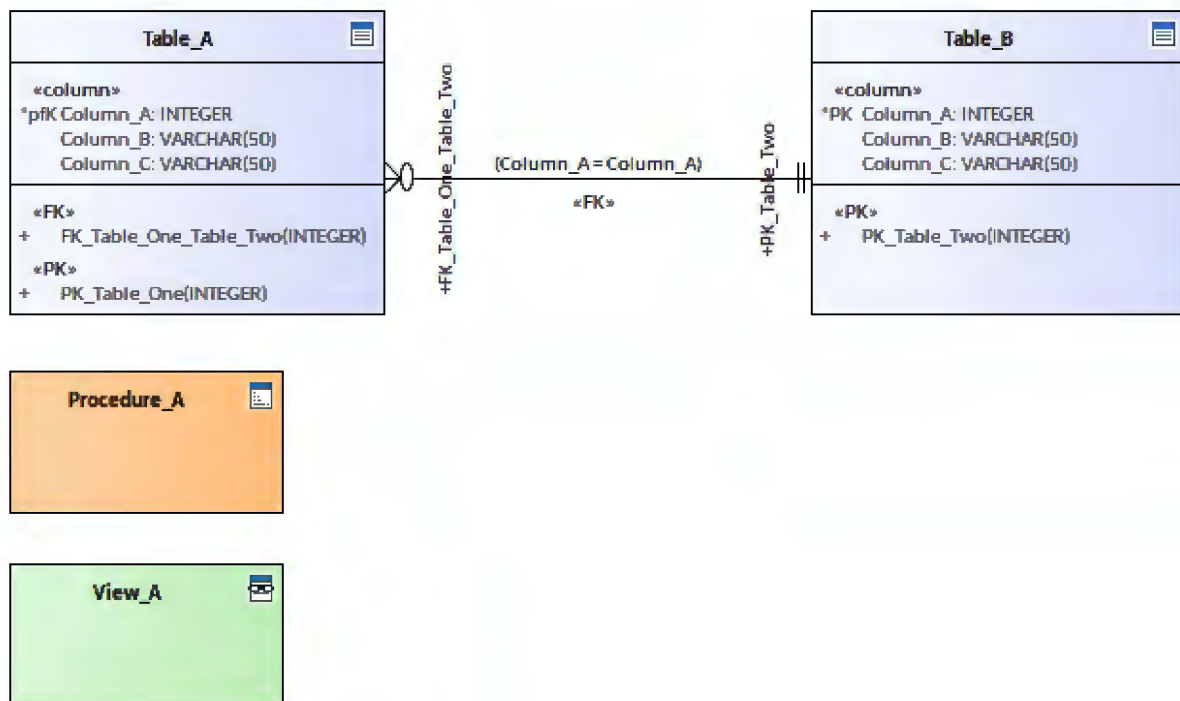 Table_A
«column»
*pfK Column_A: INTEGER
Column_B: VARCHAR(50)
Column_C: VARCHAR(50)
«FK»
+ FK_Table_One_Table_Two(INTEGER)
«PK»
+ PK_Table_One(INTEGER)
+FK_Table_One_Table_Two
(Column_A = Column_A)
«FK»
+PK_Table_Two
Table_B
«column»
*PK Column_A: INTEGER
Column_B: VARCHAR(50)
Column_C: VARCHAR(50)
«PK»
+ PK_Table_Two(INTEGER)
Procedure_A
View_A